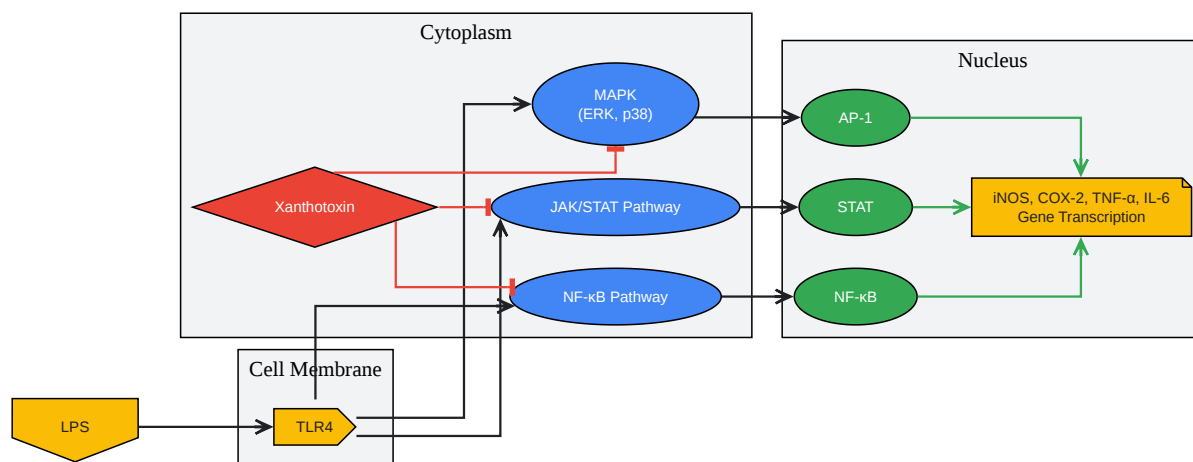 Cytoplasm
Nucleus
MAPK
(ERK, p38)
AP-1
Xanthotoxin
JAK/STAT Pathway
STAT
iNOS, COX-2, TNF-α, IL-6
Gene Transcription
NF-κB Pathway
NF-κB
Cell Membrane
LPS
TLR4